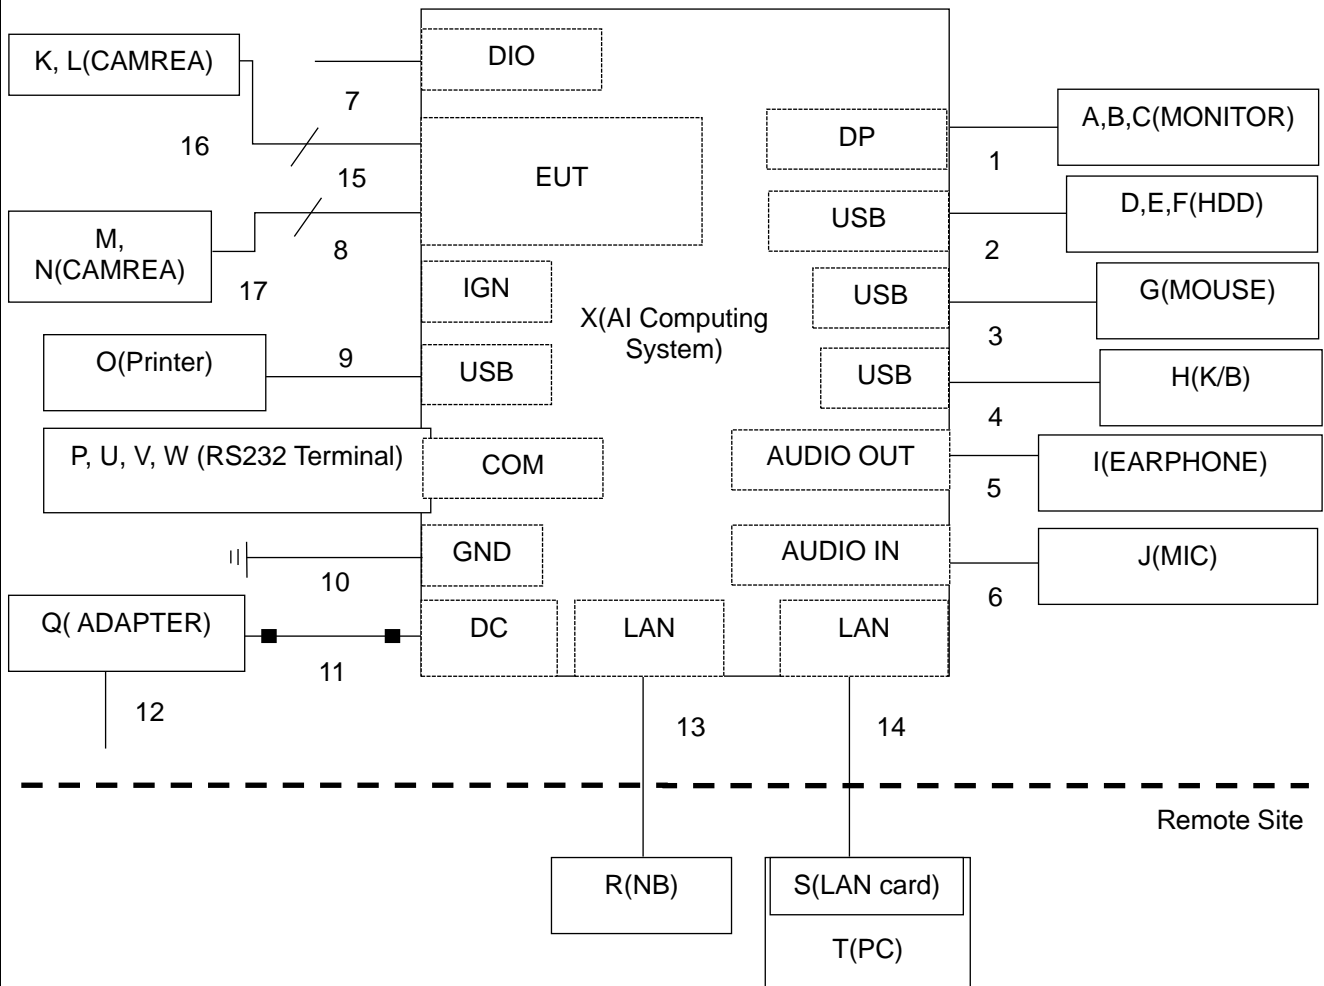 K, L(CAMREA)
DIO
7
16
15
EUT
DP
A,B,C(MONITOR)
1
USB
D,E,F(HDD)
2
M,
N(CAMREA)
8
17
IGN
X(AI Computing
System)
USB
G(MOUSE)
3
O(Printer)
9
USB
USB
H(K/B)
4
P, U, V, W (RS232 Terminal)
COM
AUDIO OUT
I(EARPHONE)
5
GND
10
AUDIO IN
J(MIC)
6
Q( ADAPTER)
11
12
DC
LAN
LAN
13
14
Remote Site
R(NB)
S(LAN card)
T(PC)